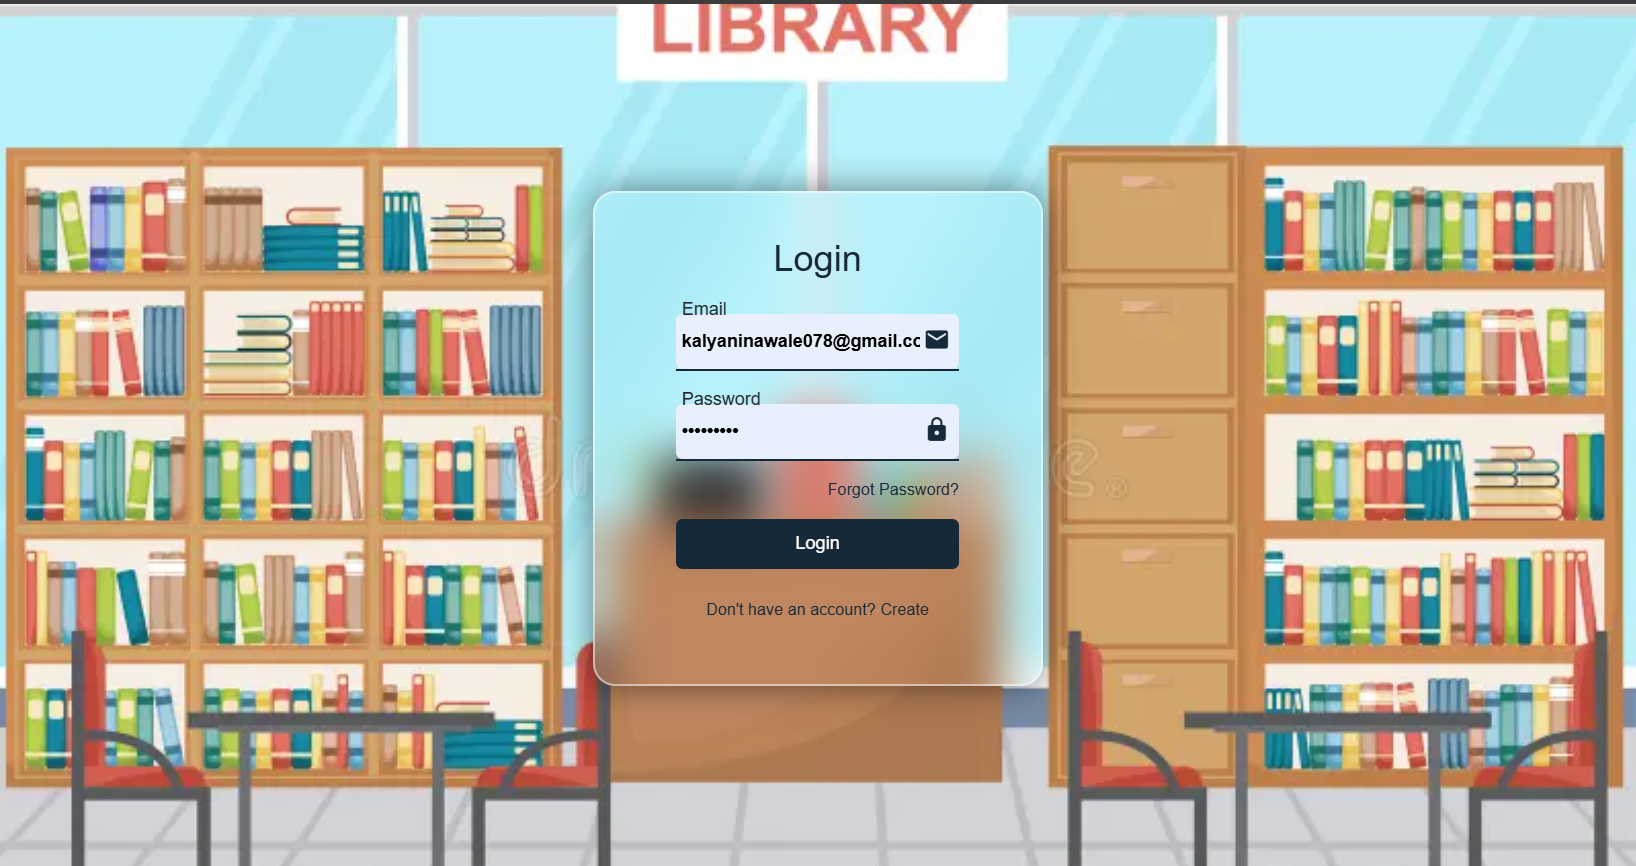 LIBRARY
Login
Email
kalyaninawale078@gmail.cc
Password
•••••••••
Forgot Password?
Login
Don't have an account? Create